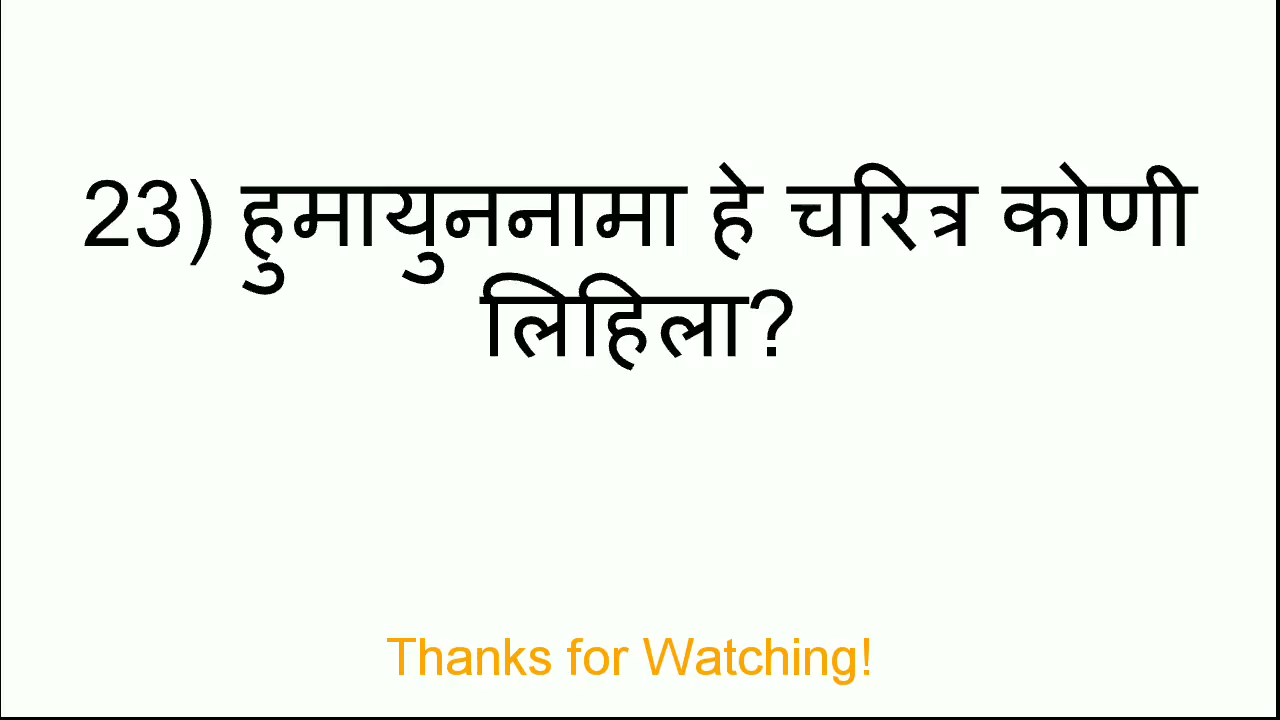 23) हुमायुननामा हे चरित्र कोणी
लिहिला?
Thanks for Watching!